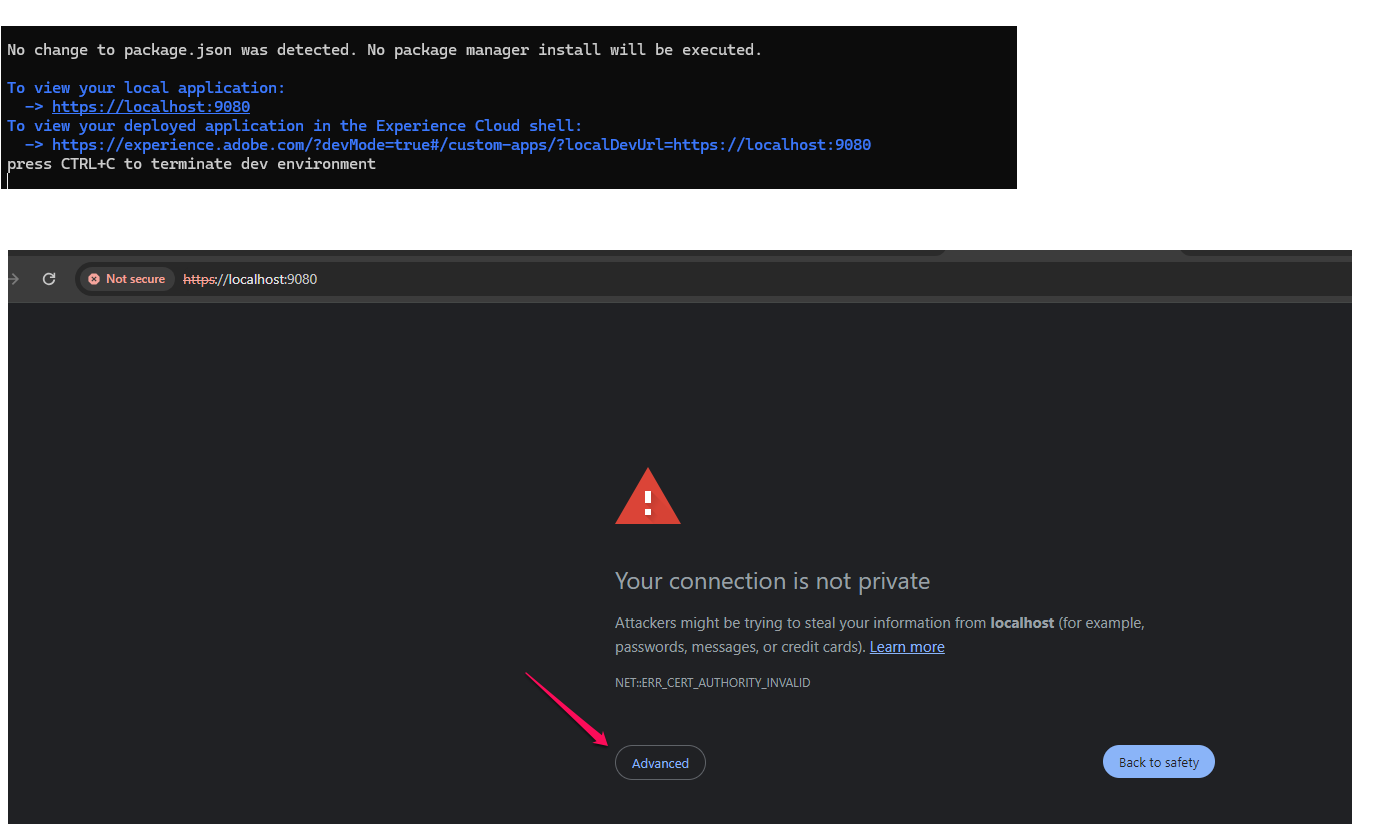 No change to package.json was detected. No package manager install will be executed.
To view your local application:
-> https://localhost:9080
To view your deployed application in the Experience Cloud shell:
-> https://experience.adobe.com/?devMode=true#/custom-apps/?localDevUrl=https://localhost:9080
press CTRL+C to terminate dev environment
Not secure https://localhost:9080
Your connection is not private
Attackers might be trying to steal your information from localhost (for example,
passwords, messages, or credit cards). Learn more
NET::ERR_CERT_AUTHORITY_INVALID
Advanced
Back to safety